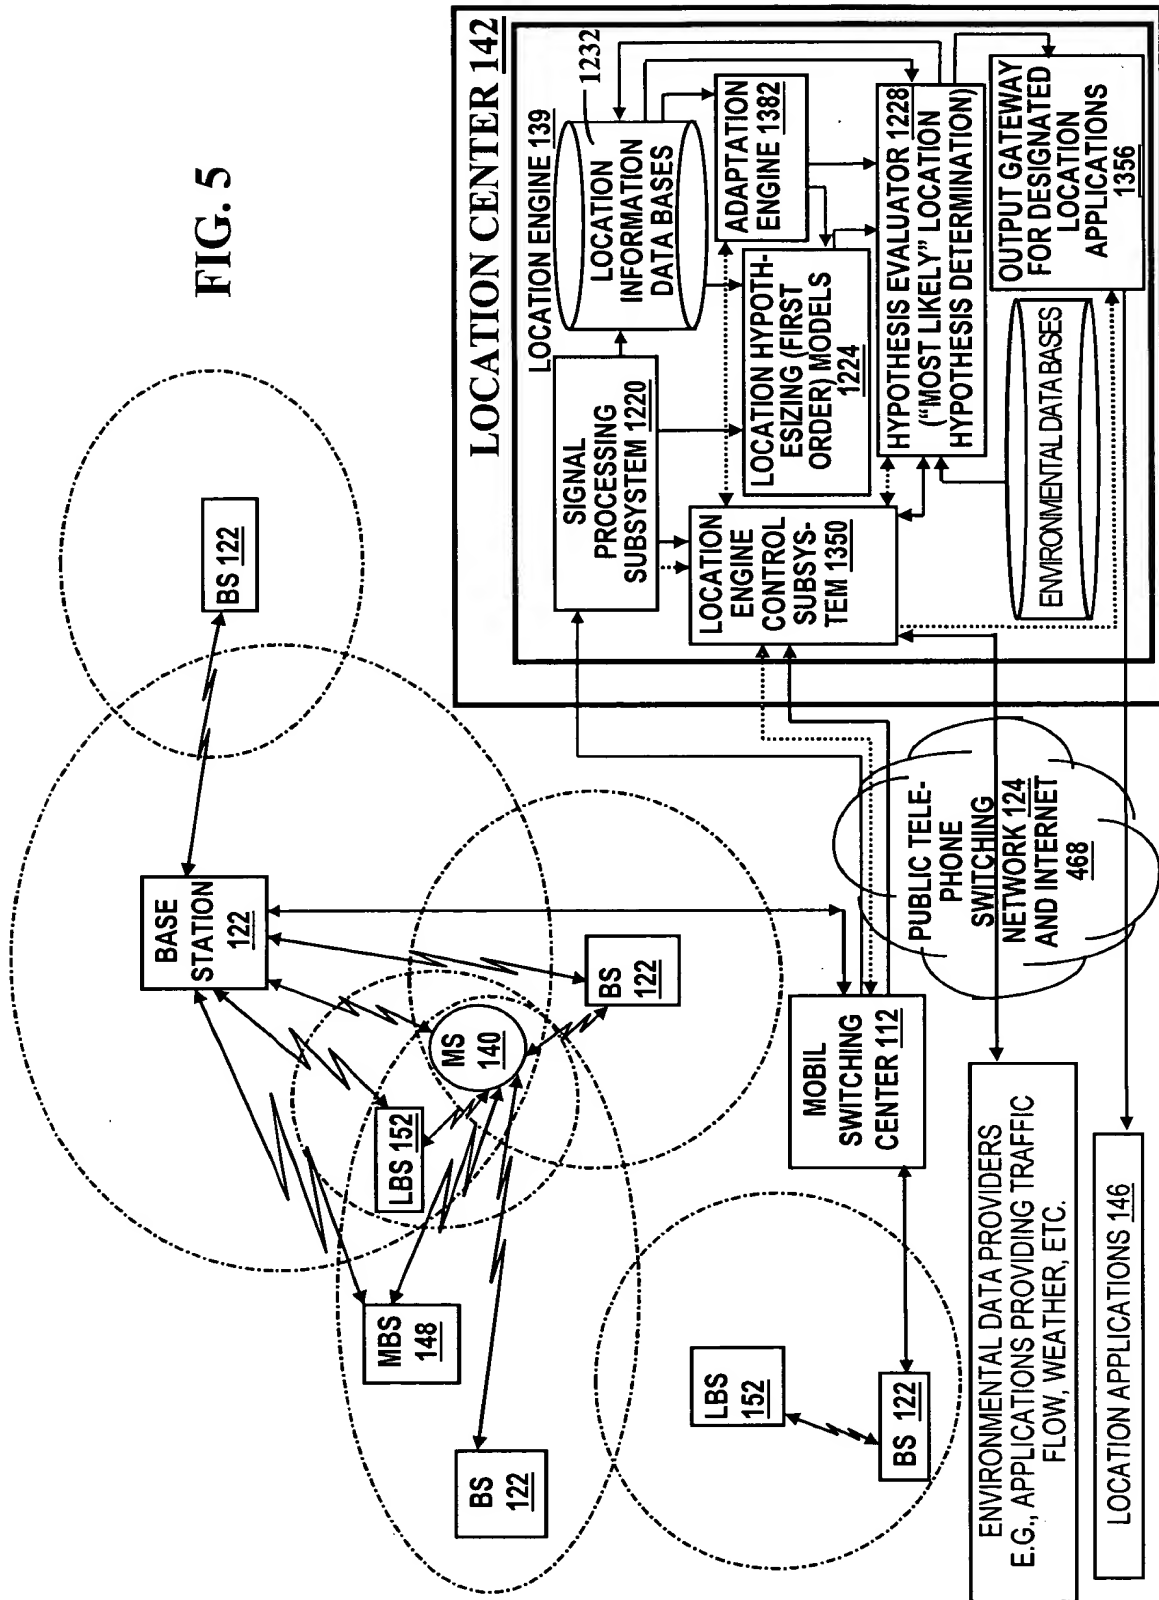 FIG. 5
BASE
STATION
122
BS 122
MS
140
BS
122
LBS 152
MBS
148
BS
122
LBS
152
BS 122
MOBIL
SWITCHING
CENTER 112
PUBLIC TELE-
PHONE
SWITCHING
NETWORK 124
AND INTERNET
468
ENVIRONMENTAL DATA PROVIDERS
E.G., APPLICATIONS PROVIDING TRAFFIC
FLOW, WEATHER, ETC.
LOCATION APPLICATIONS 146
LOCATION CENTER 142
LOCATION ENGINE 139
1232
SIGNAL
PROCESSING
SUBSYSTEM 1220
LOCATION
INFORMATION
DATA BASES
LOCATION
ENGINE
CONTROL
SUBSYS-
TEM 1350
LOCATION HYPOTH-
ESIZING (FIRST
ORDER) MODELS
1224
ADAPTATION
ENGINE 1382
HYPOTHESIS EVALUATOR 1228
("MOST LIKELY" LOCATION
HYPOTHESIS DETERMINATION)
ENVIRONMENTAL DATA BASES
OUTPUT GATEWAY
FOR DESIGNATED
LOCATION
APPLICATIONS
1356